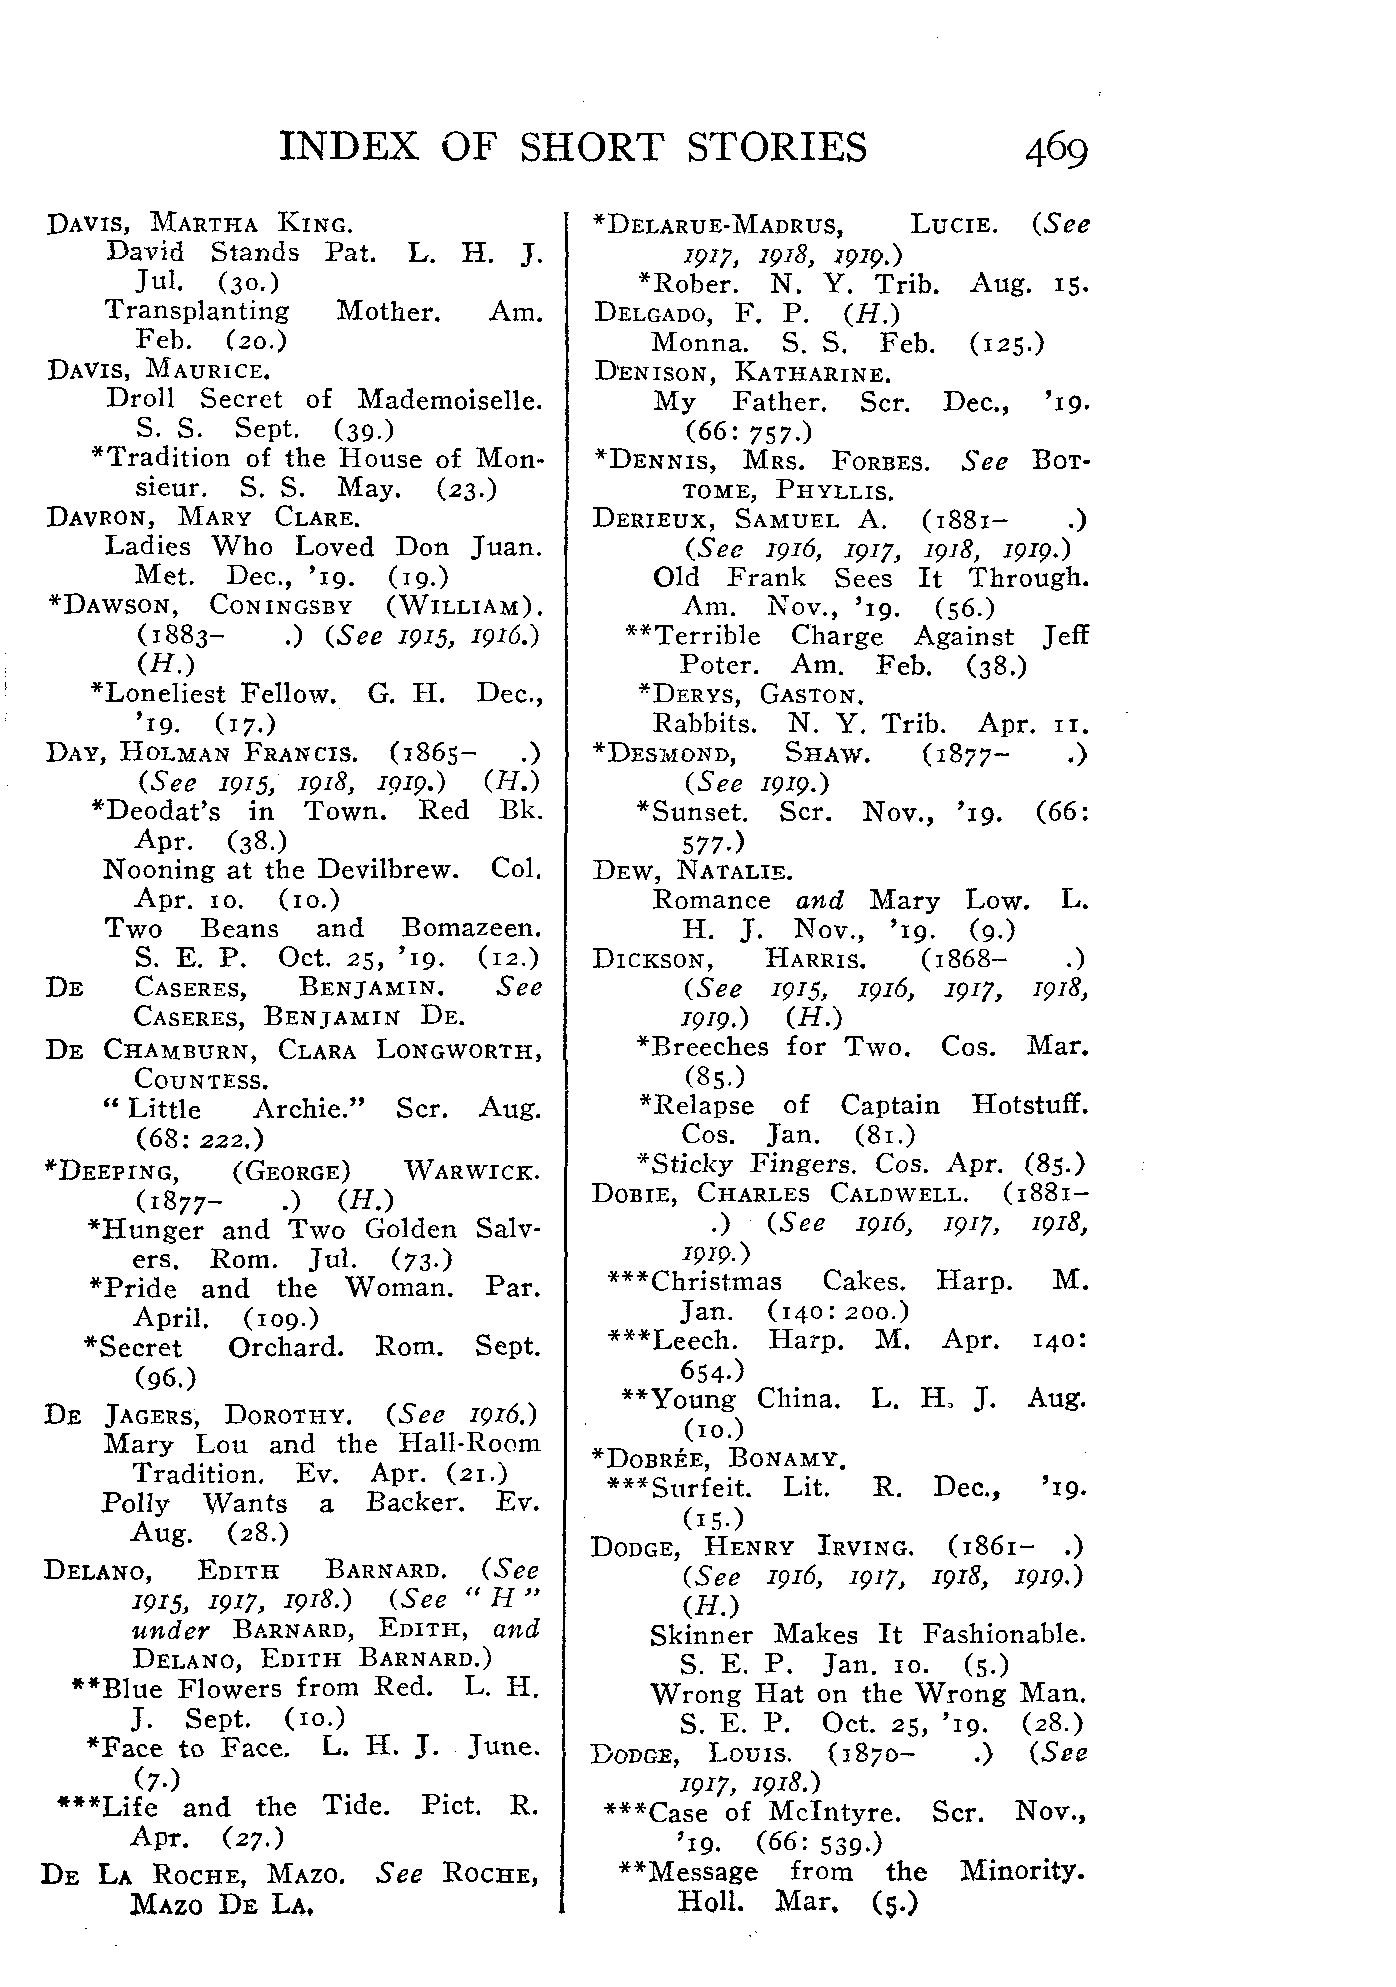 INDEX OF SHORT STORIES 469
DAVIS, MARTHA KING.
David Stands Pat. L. H. J.
Jul. (30.)
Transplanting Mother. Am.
Feb. (20.)
DAVIS, MAURICE.
Droll Secret of Mademoiselle.
S. S. Sept. (39.)
*Tradition of the House of Mon-
sieur. S. S. May. (23.)
DAVRON, MARY CLARE.
Ladies Who Loved Don Juan.
Met. Dec., '19. (19.)
*DAWSON, CONINGSBY (WILLIAM).
(1883- .) (See 1915, 1916.)
(H.)
*Loneliest Fellow. G. H. Dec.,
'19. (17.)
DAY, HOLMAN FRANCIS. (1865- .)
(See 1915, 1918, 1919.) (H.)
*Deodat's in Town. Red Bk.
Apr. (38.)
Nooning at the Devilbrew. Col.
Apr. 10. (10.)
Two Beans and Bomazeen.
S. E. P. Oct. 25, '19. (12.)
DE CASERES, BENJAMIN. See
CASERES, BENJAMIN DE.
DE CHAMBURN, CLARA LONGWORTH,
COUNTESS.
"Little Archie." Scr. Aug.
(68: 222.)
*DEEPING, (GEORGE) WARWICK.
(1877- .) (H.)
*Hunger and Two Golden Salv-
ers. Rom. Jul. (73.)
*Pride and the Woman. Par.
April. (109.)
*Secret Orchard. Rom. Sept.
(96.)
DE JAGERS, DOROTHY. (See 1916.)
Mary Lou and the Hall-Room
Tradition. Ev. Apr. (21.)
Polly Wants a Backer. Ev.
Aug. (28.)
DELANO, EDITH BARNARD. (See
1915, 1917, 1918.) (See "H"
under BARNARD, EDITH, and
DELANO, EDITH BARNARD.)
**Blue Flowers from Red. L. H.
J. Sept. (10.)
*Face to Face. L. H. J. June.
(7.)
***Life and the Tide. Pict. R.
Apr. (27.)
DE LA ROCHE, MAZO. See ROCHE,
MAZO DE LA.
*DELARUE-MADRUS, LUCIE. (See
1917, 1918, 1919.)
*Rober. N. Y. Trib. Aug. 15.
DELGADO, F. P. (H.)
Monna. S. S. Feb. (125.)
DENISON, KATHARINE.
My Father. Scr. Dec., '19.
(66: 757.)
*DENNIS, MRS. FORBES. See BOT-
TOME, PHYLLIS.
DERIEUX, SAMUEL A. (1881- .)
(See 1916, 1917, 1918, 1919.)
Old Frank Sees It Through.
Am. Nov., '19. (56.)
**Terrible Charge Against Jeff
Poter. Am. Feb. (38.)
*DERYS, GASTON.
Rabbits. N. Y. Trib. Apr. 11.
*DESMOND, SHAW. (1877- .)
(See 1919.)
*Sunset. Scr. Nov., '19. (66:
577.)
DEW, NATALIE.
Romance and Mary Low. L.
H. J. Nov., '19. (9.)
DICKSON, HARRIS. (1868- .)
(See 1915, 1916, 1917, 1918,
1919.) (H.)
*Breeches for Two. Cos. Mar.
(85.)
*Relapse of Captain Hotstuff.
Cos. Jan. (81.)
*Sticky Fingers. Cos. Apr. (85.)
DOBIE, CHARLES CALDWELL. (1881-
.) (See 1916, 1917, 1918,
1919.)
***Christmas Cakes. Harp. M.
Jan. (140: 200.)
***Leech. Harp. M. Apr. 140:
654.)
**Young China. L. H. J. Aug.
(10.)
*DOBRÉE, BONAMY.
***Surfeit. Lit. R. Dec., '19.
(15.)
DODGE, HENRY IRVING. (1861- .)
(See 1916, 1917, 1918, 1919.)
(H.)
Skinner Makes It Fashionable.
S. E. P. Jan. 10. (5.)
Wrong Hat on the Wrong Man.
S. E. P. Oct. 25, '19. (28.)
DODGE, LOUIS. (1870- .) (See
1917, 1918.)
***Case of McIntyre. Scr. Nov.,
'19. (66: 539.)
**Message from the Minority.
Holl. Mar. (5.)